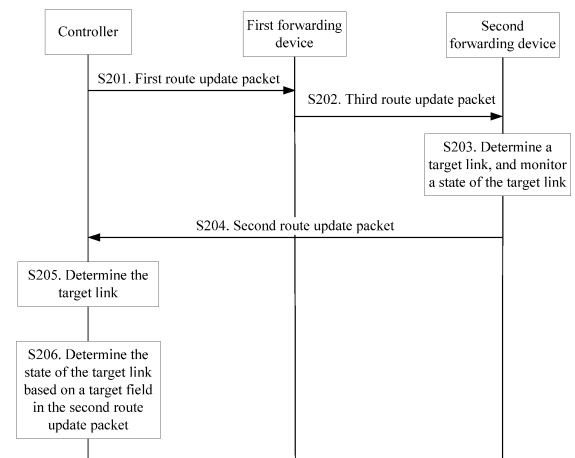 Controller
First forwarding
device
Second
forwarding device
S201. First route update packet
S202. Third route update packet
S203. Determine a
target link, and monitor
a state of the target link
S204. Second route update packet
S205. Determine the
target link
S206. Determine the
state of the target link
based on a target field
in the second route
update packet